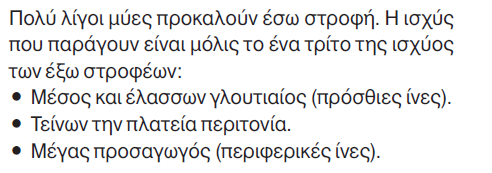 Πολύ λίγοι μύες προκαλούν έσω στροφή. Η ισχύς
που παράγουν είναι μόλις το ένα τρίτο της ισχύος
των έξω στροφέων:
• Μέσος και έλασσων γλουτιαίος (πρόσθιες ίνες).
• Τείνων την πλατεία περιτονία.
• Μέγας προσαγωγός (περιφερικές ίνες).